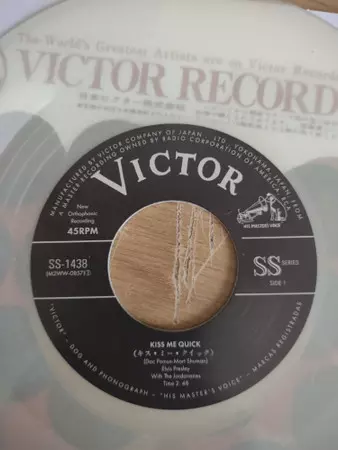 The World's Greatest Artists are on Victor Records
VICTOR RECORD
日本ビクター株式会社
MANUFACTURED BY VICTOR COMPANY OF JAPAN, LTD. YOKOHAMA, JAPAN, FROM
A MASTER RECORDING OWNED BY RADIO CORPORATION OF AMERICA
VICTOR
New
Orthophonic
Recording
45RPM
"HIS MASTER'S VOICE"
SS-1438
(M2WW-0857)
SS SERIES
SIDE 1
KISS ME QUICK
(キス・ミー・クイック)
(Doc Pomus-Mort Shuman)
Elvis Presley
With The Jordanaires
Time 2:48
"VICTOR" – DOG AND PHONOGRAPH – "HIS MASTER'S VOICE" – MARCAS REGISTRADAS